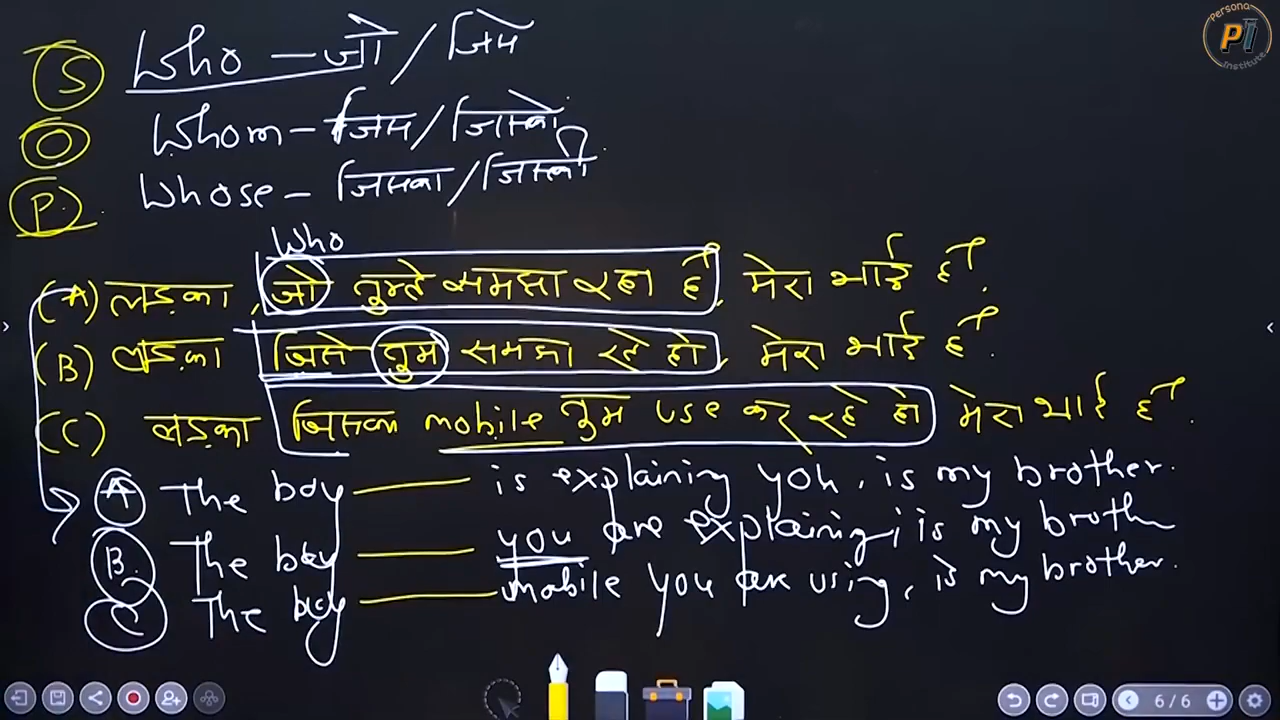 Persona
PI
Institute
S Who – जो / जिसे
O Whom – जिसे / जिसको
P. Whose – जिसका / जिसकी
Who
(A) लड़का, जो तुम्हे समझा रहा है, मेरा भाई है.
(B) लड़का जिसे तुम समझा रहे हो, मेरा भाई है.
(C) लड़का जिसका mobile तुम use कर रहे हो मेरा भाई है.
A The boy ____ is explaining you, is my brother.
B. The boy ____ you are explaining, is my broth
C The boy ____ mobile you are using, is my brother.
6/6